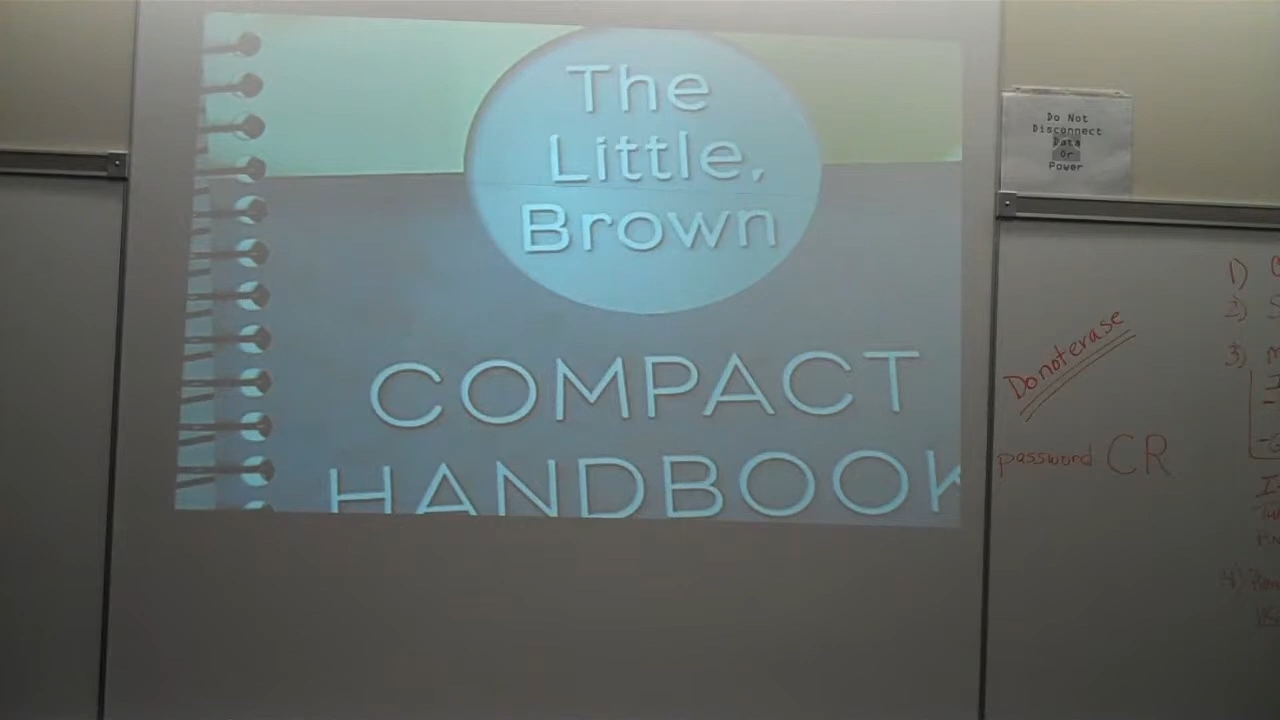 The
Little,
Brown
COMPACT
HANDBOOK
Do Not
Disconnect
Data
Or
Power
Do not erase
password CR
1)
2)
3)
4)